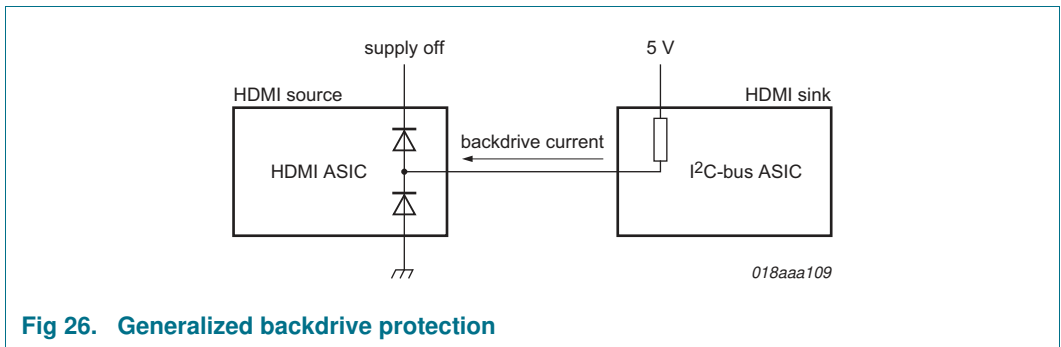 supply off
5 V
HDMI source
HDMI sink
backdrive current
HDMI ASIC
I2C-bus ASIC
018aaa109
Fig 26. Generalized backdrive protection